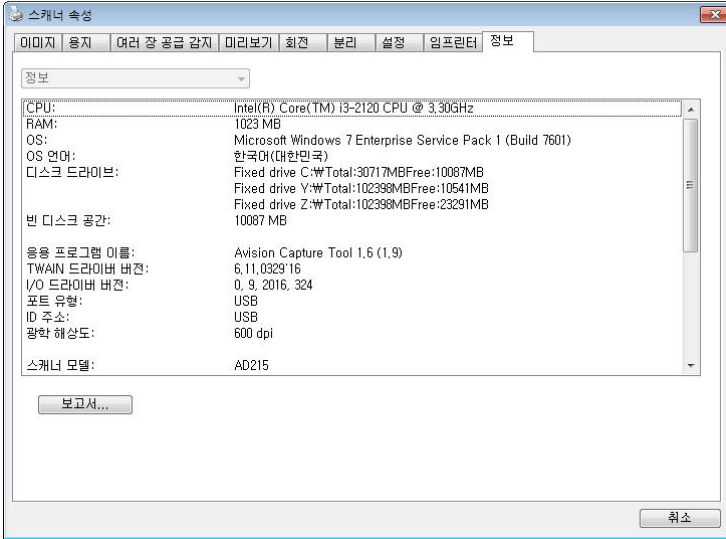 스캐너 속성
이미지 용지 여러 장 공급 감지 미리보기 회전 분리 설정 임프린터 정보
정보
CPU: Intel(R) Core(TM) i3-2120 CPU @ 3,30GHz
RAM: 1023 MB
OS: Microsoft Windows 7 Enterprise Service Pack 1 (Build 7601)
OS 언어: 한국어(대한민국)
디스크 드라이브: Fixed drive C:₩Total:30717MBFree:10087MB
Fixed drive Y:₩Total:102398MBFree:10541MB
Fixed drive Z:₩Total:102398MBFree:23291MB
빈 디스크 공간: 10087 MB
응용 프로그램 이름: Avision Capture Tool 1,6 (1,9)
TWAIN 드라이버 버전: 6,11,0329'16
I/O 드라이버 버전: 0, 9, 2016, 324
포트 유형: USB
ID 주소: USB
광학 해상도: 600 dpi
스캐너 모델: AD215
보고서...
취소